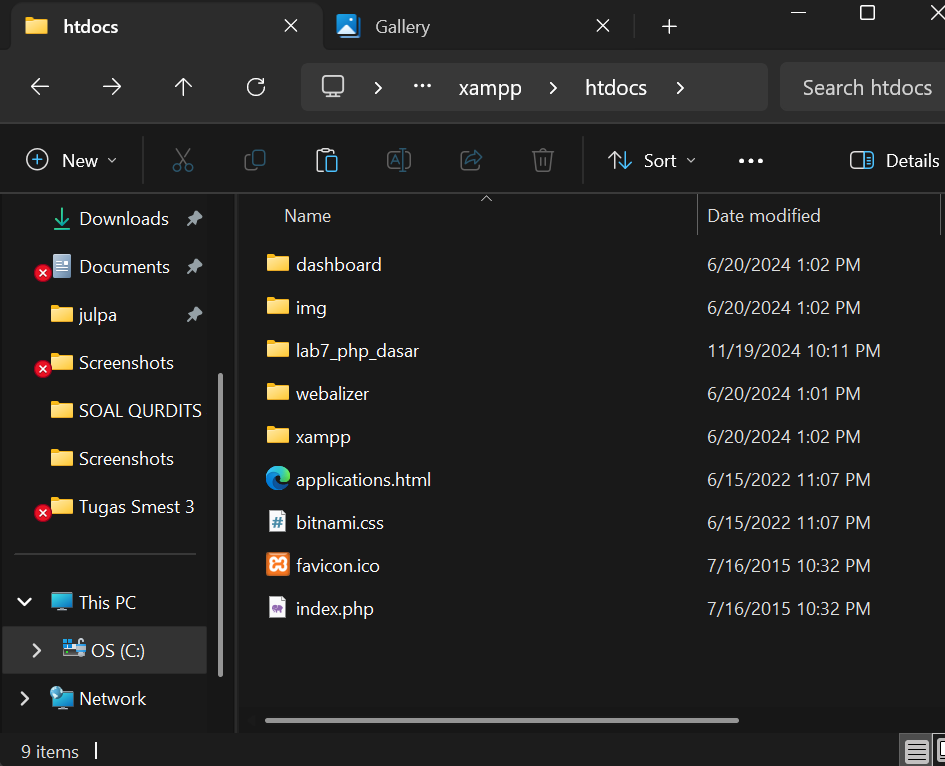 htdocs
Gallery
xampp
htdocs
Search htdocs
New
Sort
Details
Downloads
Documents
julpa
Screenshots
SOAL QURDITS
Screenshots
Tugas Smest 3
This PC
OS (C:)
Network
Name Date modified
dashboard 6/20/2024 1:02 PM
img 6/20/2024 1:02 PM
lab7_php_dasar 11/19/2024 10:11 PM
webalizer 6/20/2024 1:01 PM
xampp 6/20/2024 1:02 PM
applications.html 6/15/2022 11:07 PM
bitnami.css 6/15/2022 11:07 PM
favicon.ico 7/16/2015 10:32 PM
index.php 7/16/2015 10:32 PM
9 items